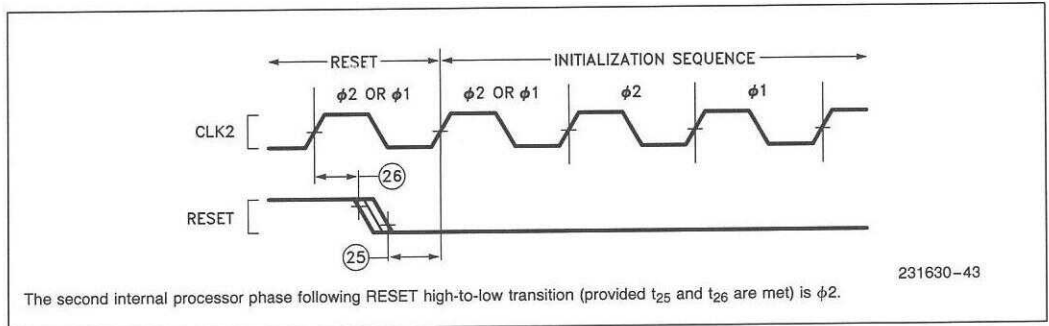 RESET INITIALIZATION SEQUENCE
ϕ2 OR ϕ1 ϕ2 OR ϕ1 ϕ2 ϕ1
CLK2
26
RESET
25
231630-43
The second internal processor phase following RESET high-to-low transition (provided t25 and t26 are met) is ϕ2.